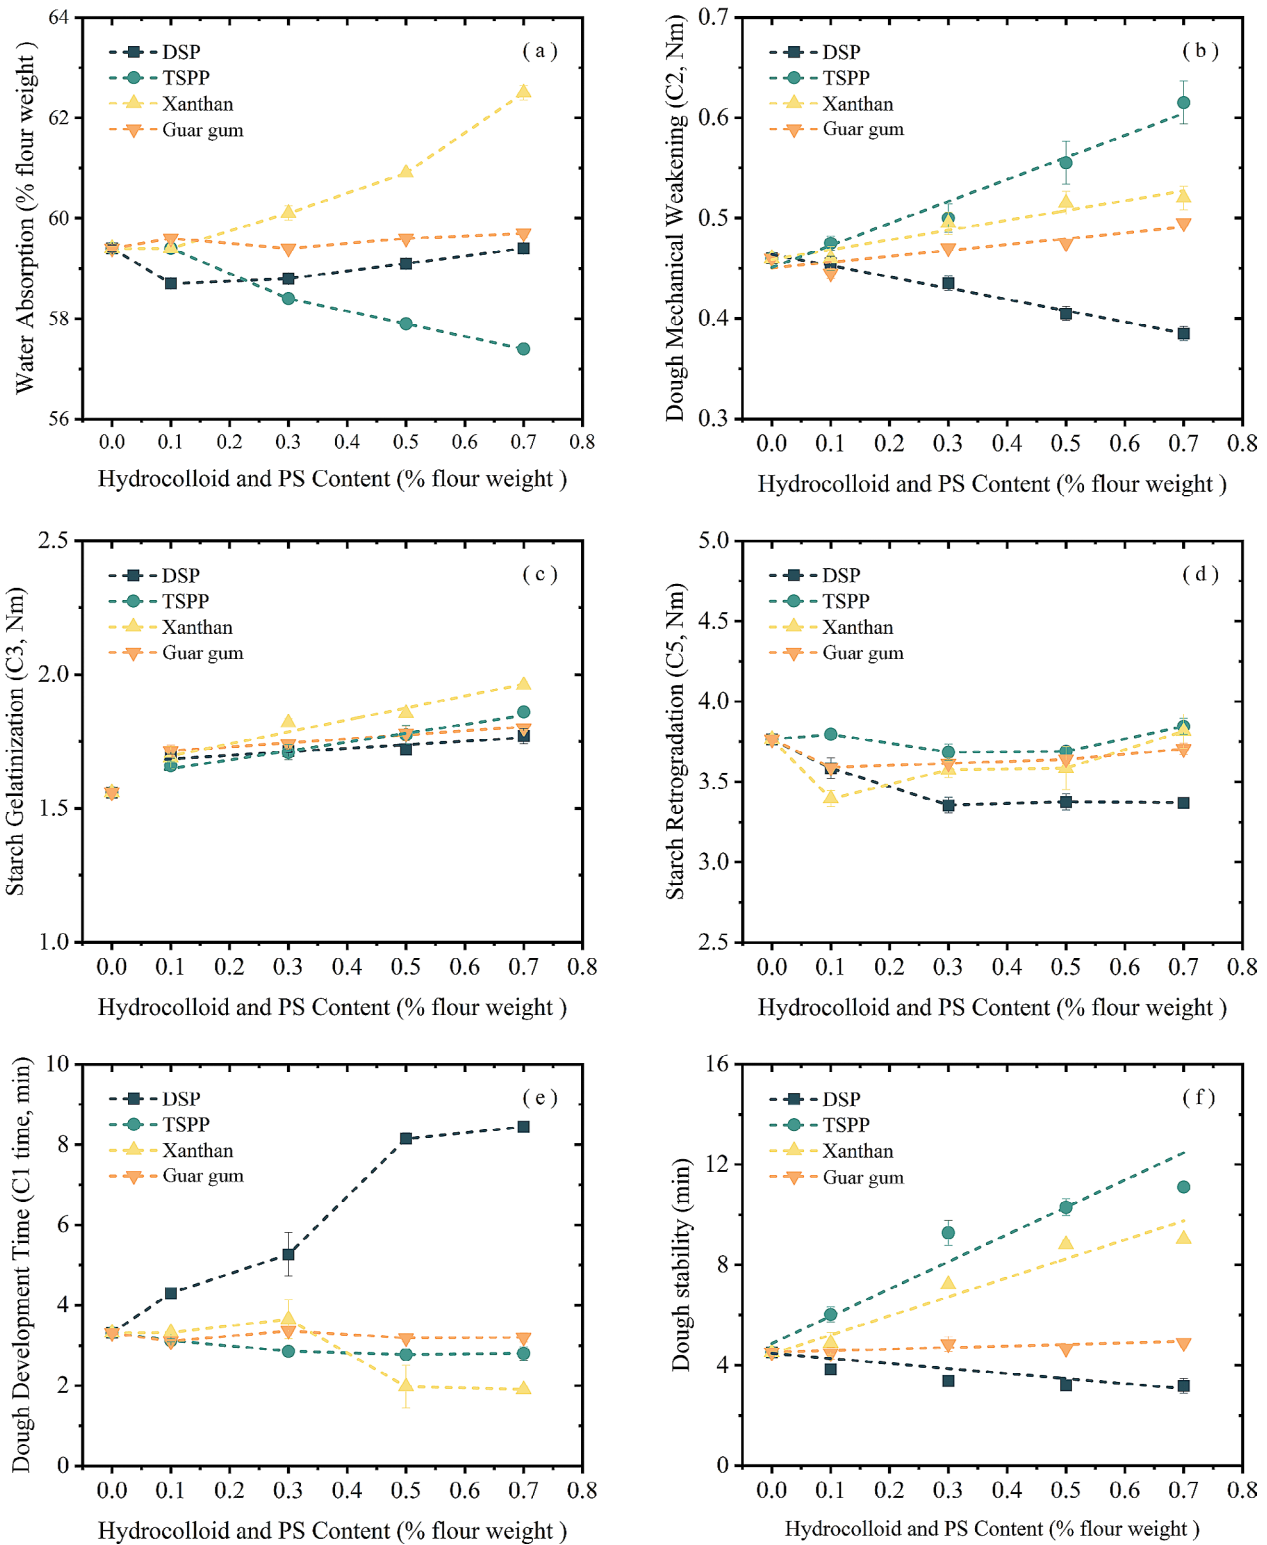 Water Absorption (% flour weight )
64
62
60
58
56
DSP
TSPP
Xanthan
Guar gum
( a )
0.0 0.1 0.2 0.3 0.4 0.5 0.6 0.7 0.8
Hydrocolloid and PS Content (% flour weight )
Dough Mechanical Weakening (C2, Nm)
0.7
0.6
0.5
0.4
0.3
DSP
TSPP
Xanthan
Guar gum
( b )
0.0 0.1 0.2 0.3 0.4 0.5 0.6 0.7 0.8
Hydrocolloid and PS Content (% flour weight )
Starch Gelatinization (C3, Nm)
2.5
2.0
1.5
1.0
DSP
TSPP
Xanthan
Guar gum
( c )
0.0 0.1 0.2 0.3 0.4 0.5 0.6 0.7 0.8
Hydrocolloid and PS Content (% flour weight )
Starch Retrogradation (C5, Nm)
5.0
4.5
4.0
3.5
3.0
2.5
DSP
TSPP
Xanthan
Guar gum
( d )
0.0 0.1 0.2 0.3 0.4 0.5 0.6 0.7 0.8
Hydrocolloid and PS Content (% flour weight )
Dough Development Time (C1 time, min)
10
8
6
4
2
0
DSP
TSPP
Xanthan
Guar gum
( e )
0.0 0.1 0.2 0.3 0.4 0.5 0.6 0.7 0.8
Hydrocolloid and PS Content (% flour weight )
Dough stability (min)
16
12
8
4
0
DSP
TSPP
Xanthan
Guar gum
( f )
0.0 0.1 0.2 0.3 0.4 0.5 0.6 0.7 0.8
Hydrocolloid and PS Content (% flour weight )